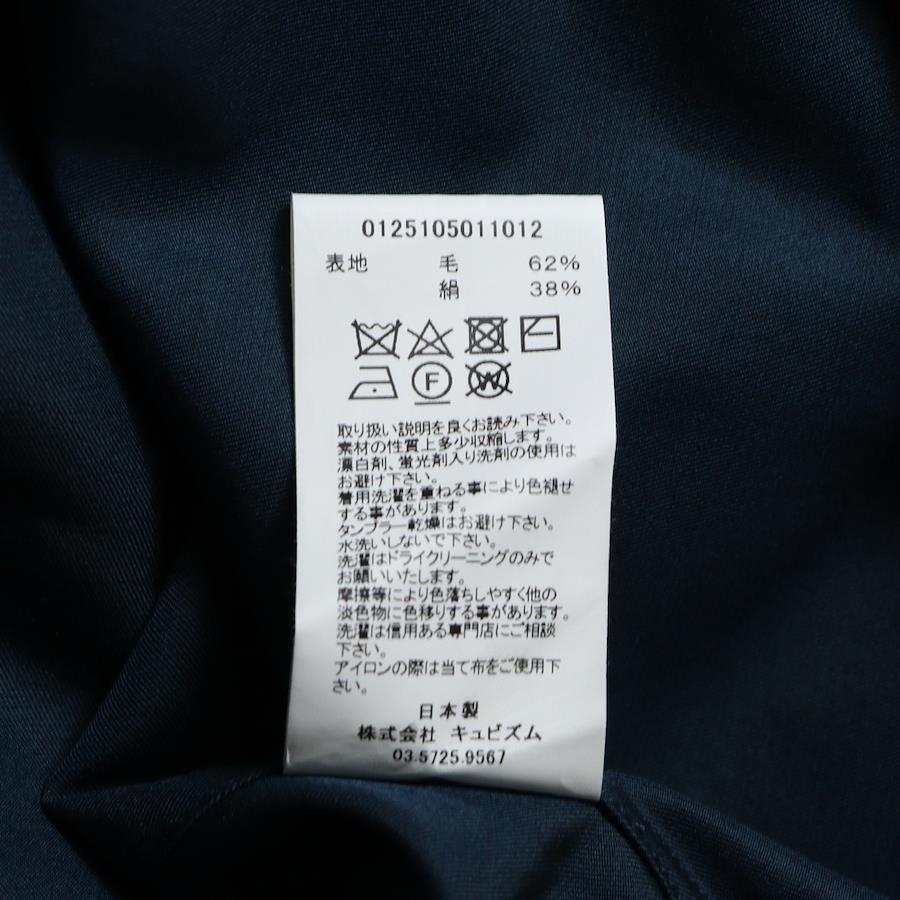 0125105011012
表地 毛 62%
絹 38%
F
W
取り扱い説明を良くお読み下さい。
素材の性質上多少収縮します。
漂白剤、蛍光剤入り洗剤の使用は
お避け下さい。
着用洗濯を重ねる事により色褪せ
する事があります。
タンブラー乾燥はお避け下さい。
水洗いしないで下さい。
洗濯はドライクリーニングのみで
お願いいたします。
摩擦等により色落ちしやすく他の
淡色物に色移りする事があります。
洗濯は信用ある専門店にご相談
下さい。
アイロンの際は当て布をご使用下
さい。
日本製
株式会社 キュビズム
03.5725.9567